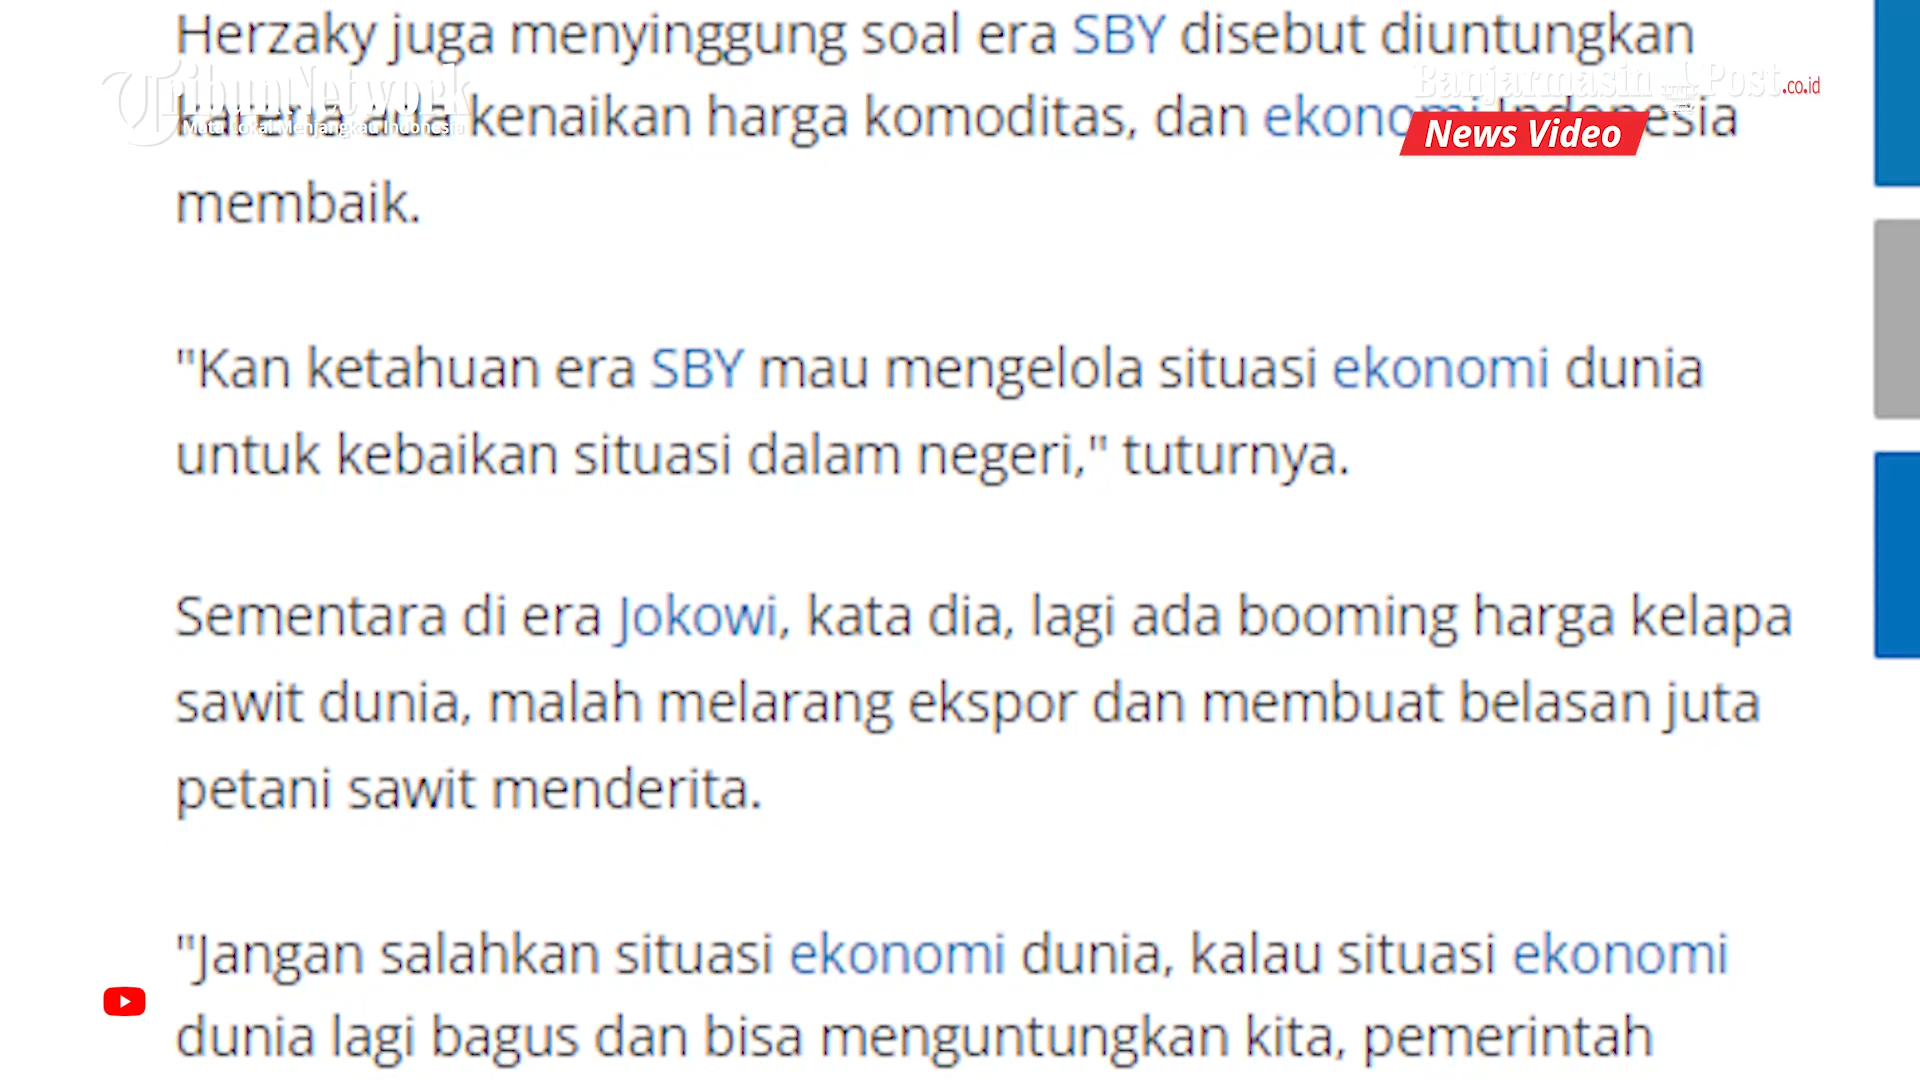 Herzaky juga menyinggung soal era SBY disebut diuntungkan
TribunNetwork
Banjarmasin Post.co.id
karena ada kenaikan harga komoditas, dan ekonomi Indonesia
Mata Lokal Menjangkau Indonesia
News Video
membaik.
"Kan ketahuan era SBY mau mengelola situasi ekonomi dunia
untuk kebaikan situasi dalam negeri," tuturnya.
Sementara di era Jokowi, kata dia, lagi ada booming harga kelapa
sawit dunia, malah melarang ekspor dan membuat belasan juta
petani sawit menderita.
"Jangan salahkan situasi ekonomi dunia, kalau situasi ekonomi
dunia lagi bagus dan bisa menguntungkan kita, pemerintah